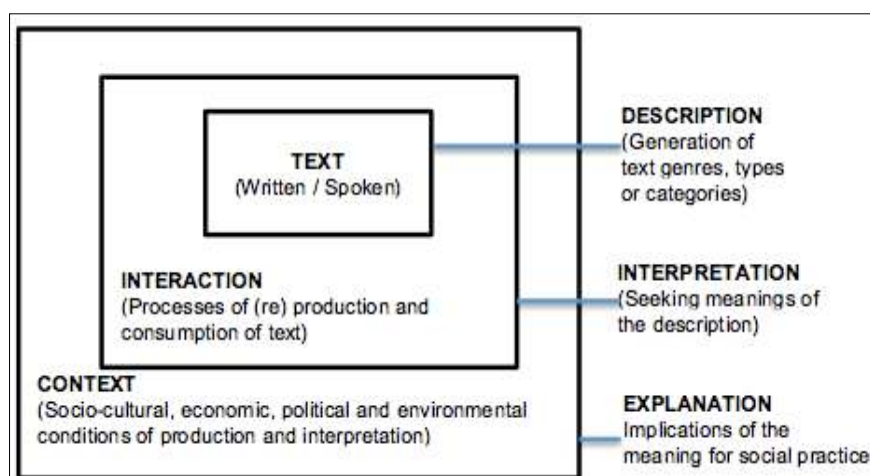 TEXT
(Written / Spoken)
INTERACTION
(Processes of (re) production and
consumption of text)
CONTEXT
(Socio-cultural, economic, political and environmental
conditions of production and interpretation)
DESCRIPTION
(Generation of
text genres, types
or categories)
INTERPRETATION
(Seeking meanings of
the description)
EXPLANATION
Implications of the
meaning for social practice